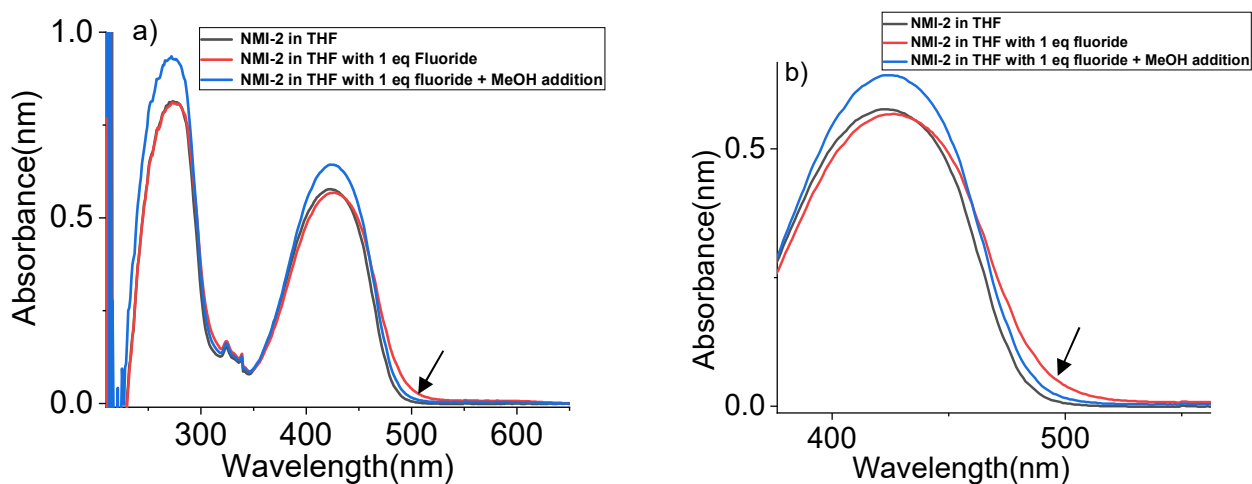 a)
NMI-2 in THF
NMI-2 in THF with 1 eq Fluoride
NMI-2 in THF with 1 eq fluoride + MeOH addition
1.0
0.5
0.0
Absorbance(nm)
300 400 500 600
Wavelength(nm)
b)
NMI-2 in THF
NMI-2 in THF with 1 eq fluoride
NMI-2 in THF with 1 eq fluoride + MeOH addition
0.5
0.0
Absorbance(nm)
400 500
Wavelength(nm)